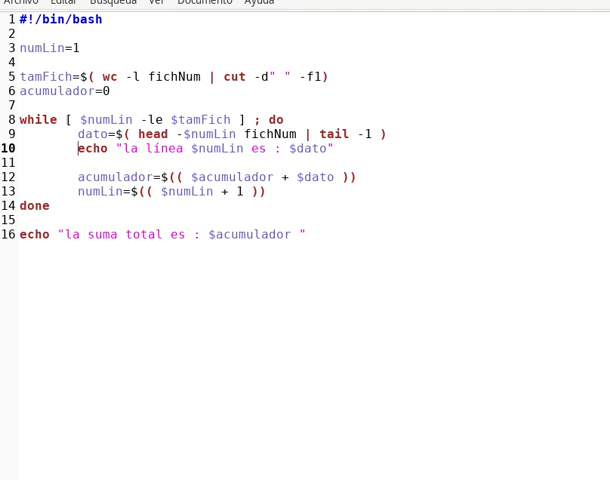 Archivo Editar Búsqueda Ver Documento Ayuda
1 #!/bin/bash
2
3 numLin=1
4
5 tamFich=$( wc -l fichNum | cut -d" " -f1)
6 acumulador=0
7
8 while [ $numLin -le $tamFich ] ; do
9 dato=$( head -$numLin fichNum | tail -1 )
10 echo "la línea $numLin es : $dato"
11
12 acumulador=$(( $acumulador + $dato ))
13 numLin=$(( $numLin + 1 ))
14 done
15
16 echo "la suma total es : $acumulador "